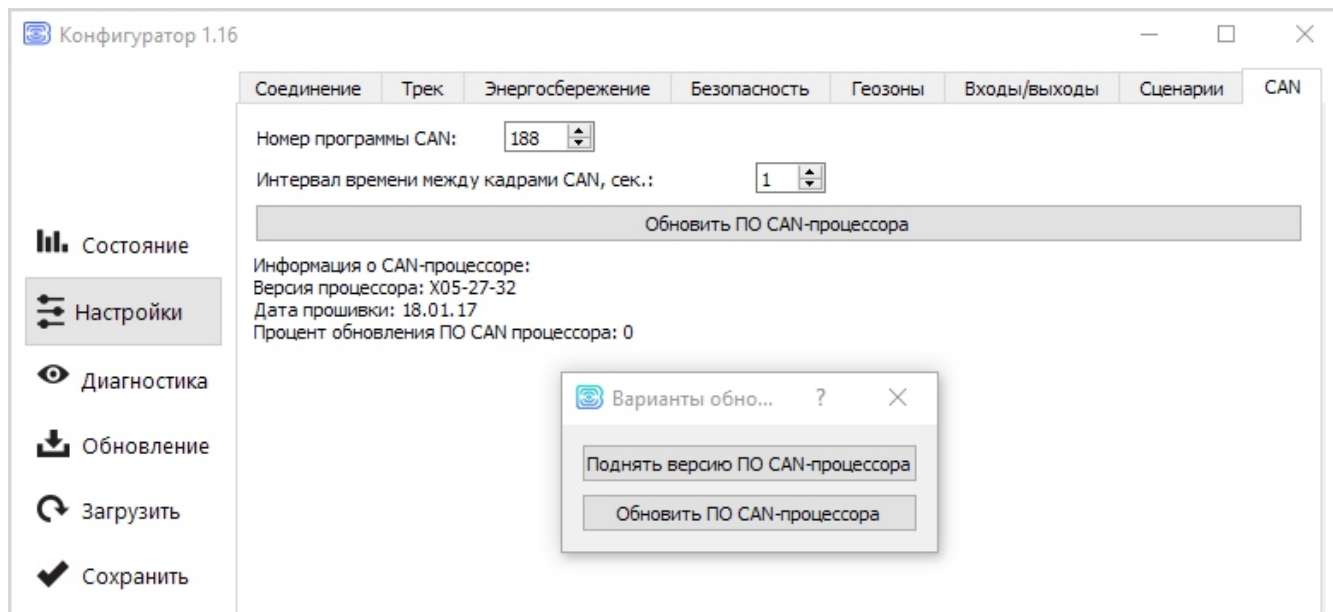 Конфигуратор 1.16
Соединение Трек Энергосбережение Безопасность Геозоны Входы/выходы Сценарии CAN
Номер программы CAN: 188
Интервал времени между кадрами CAN, сек.: 1
Обновить ПО CAN-процессора
Информация о CAN-процессоре:
Версия процессора: X05-27-32
Дата прошивки: 18.01.17
Процент обновления ПО CAN процессора: 0
Состояние
Настройки
Диагностика
Обновление
Загрузить
Сохранить
Варианты обно... ?
Поднять версию ПО CAN-процессора
Обновить ПО CAN-процессора